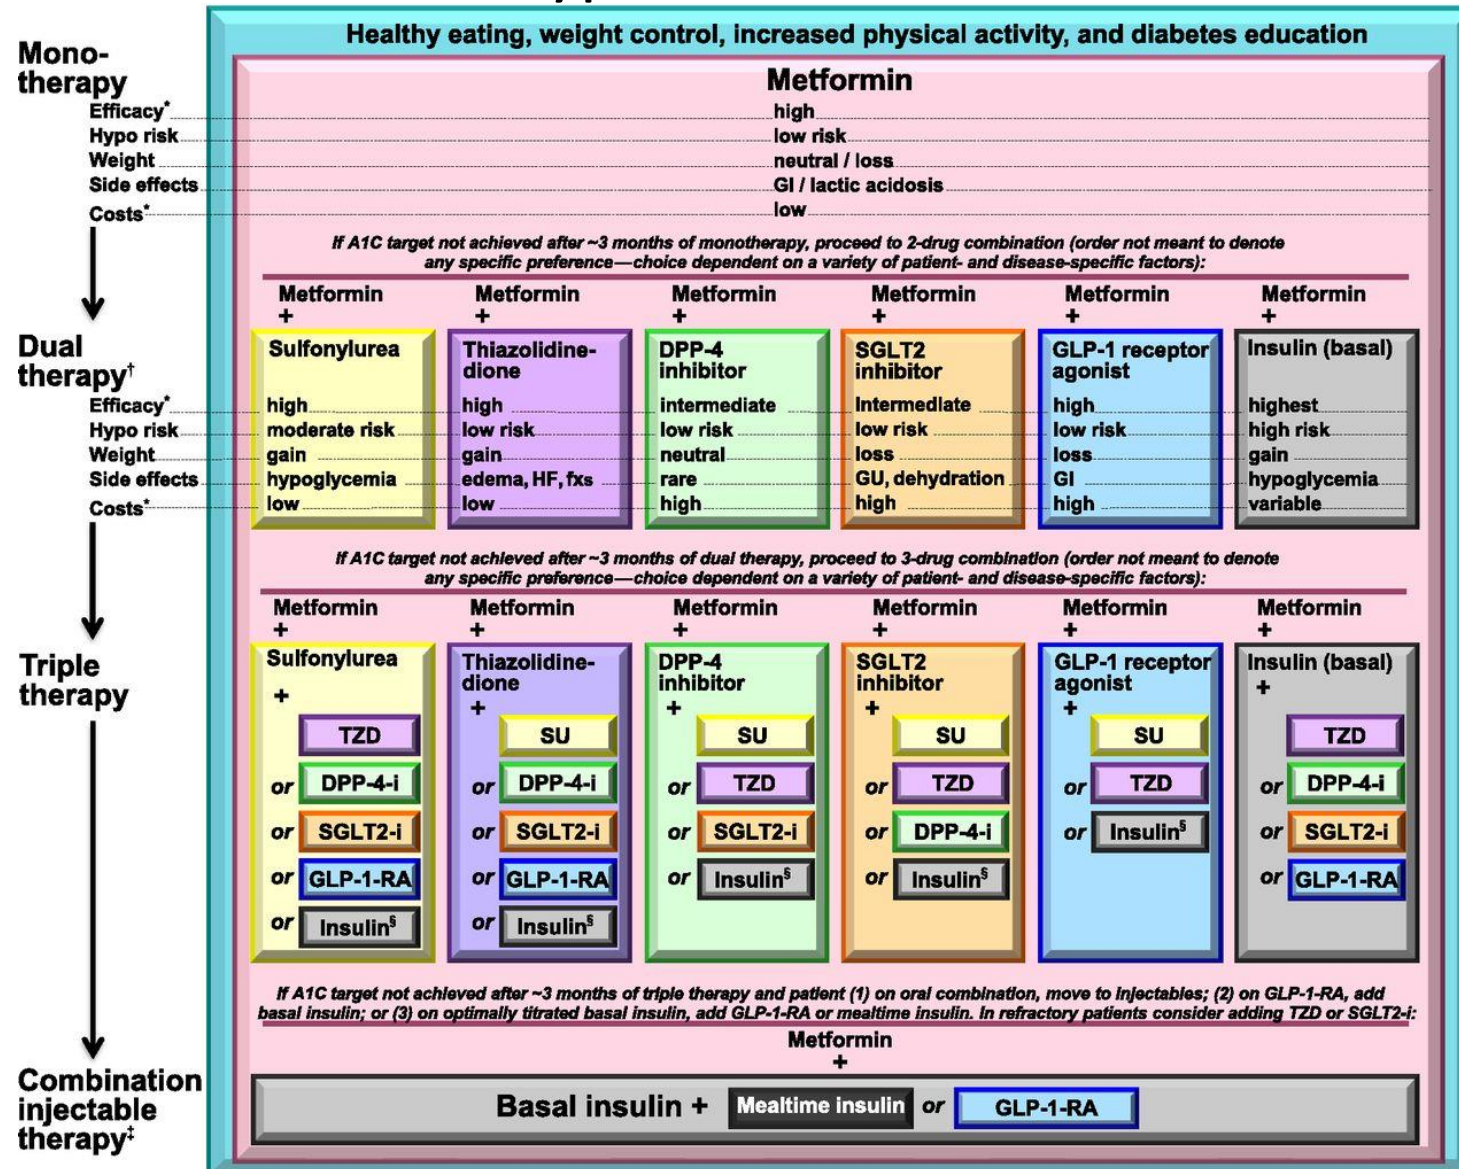 Healthy eating, weight control, increased physical activity, and diabetes education
Mono-
therapy
Metformin
Efficacy* high
Hypo risk low risk
Weight neutral / loss
Side effects GI / lactic acidosis
Costs* low
If A1C target not achieved after ~3 months of monotherapy, proceed to 2-drug combination (order not meant to denote
any specific preference—choice dependent on a variety of patient- and disease-specific factors):
Metformin Metformin Metformin Metformin Metformin Metformin
+ + + + + +
Dual
therapy†
Sulfonylurea Thiazolidine- DPP-4 SGLT2 GLP-1 receptor Insulin (basal)
dione inhibitor inhibitor agonist
Efficacy* high high intermediate intermediate high highest
Hypo risk moderate risk low risk low risk low risk low risk high risk
Weight gain gain neutral loss loss gain
Side effects hypoglycemia edema, HF, fxs rare GU, dehydration GI hypoglycemia
Costs* low low high high high variable
If A1C target not achieved after ~3 months of dual therapy, proceed to 3-drug combination (order not meant to denote
any specific preference—choice dependent on a variety of patient- and disease-specific factors):
Metformin Metformin Metformin Metformin Metformin Metformin
+ + + + + +
Triple
therapy
Sulfonylurea Thiazolidine- DPP-4 SGLT2 GLP-1 receptor Insulin (basal)
dione inhibitor inhibitor agonist
+ + + + + +
TZD SU SU SU SU TZD
or DPP-4-i or DPP-4-i or TZD or TZD or TZD or DPP-4-i
or SGLT2-i or SGLT2-i or SGLT2-i or DPP-4-i or Insulin§ or SGLT2-i
or GLP-1-RA or GLP-1-RA or Insulin§ or Insulin§ or GLP-1-RA
or Insulin§ or Insulin§
If A1C target not achieved after ~3 months of triple therapy and patient (1) on oral combination, move to injectables; (2) on GLP-1-RA, add
basal insulin; or (3) on optimally titrated basal insulin, add GLP-1-RA or mealtime insulin. In refractory patients consider adding TZD or SGLT2-i:
Metformin
+
Combination
injectable
therapy‡
Basal insulin + Mealtime insulin or GLP-1-RA